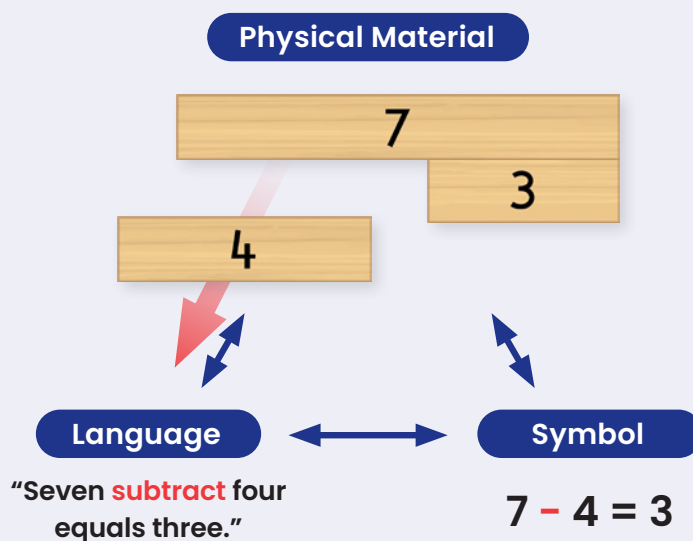 Physical Material
7
3
4
Language
Symbol
“Seven subtract four
equals three.”
7 - 4 = 3